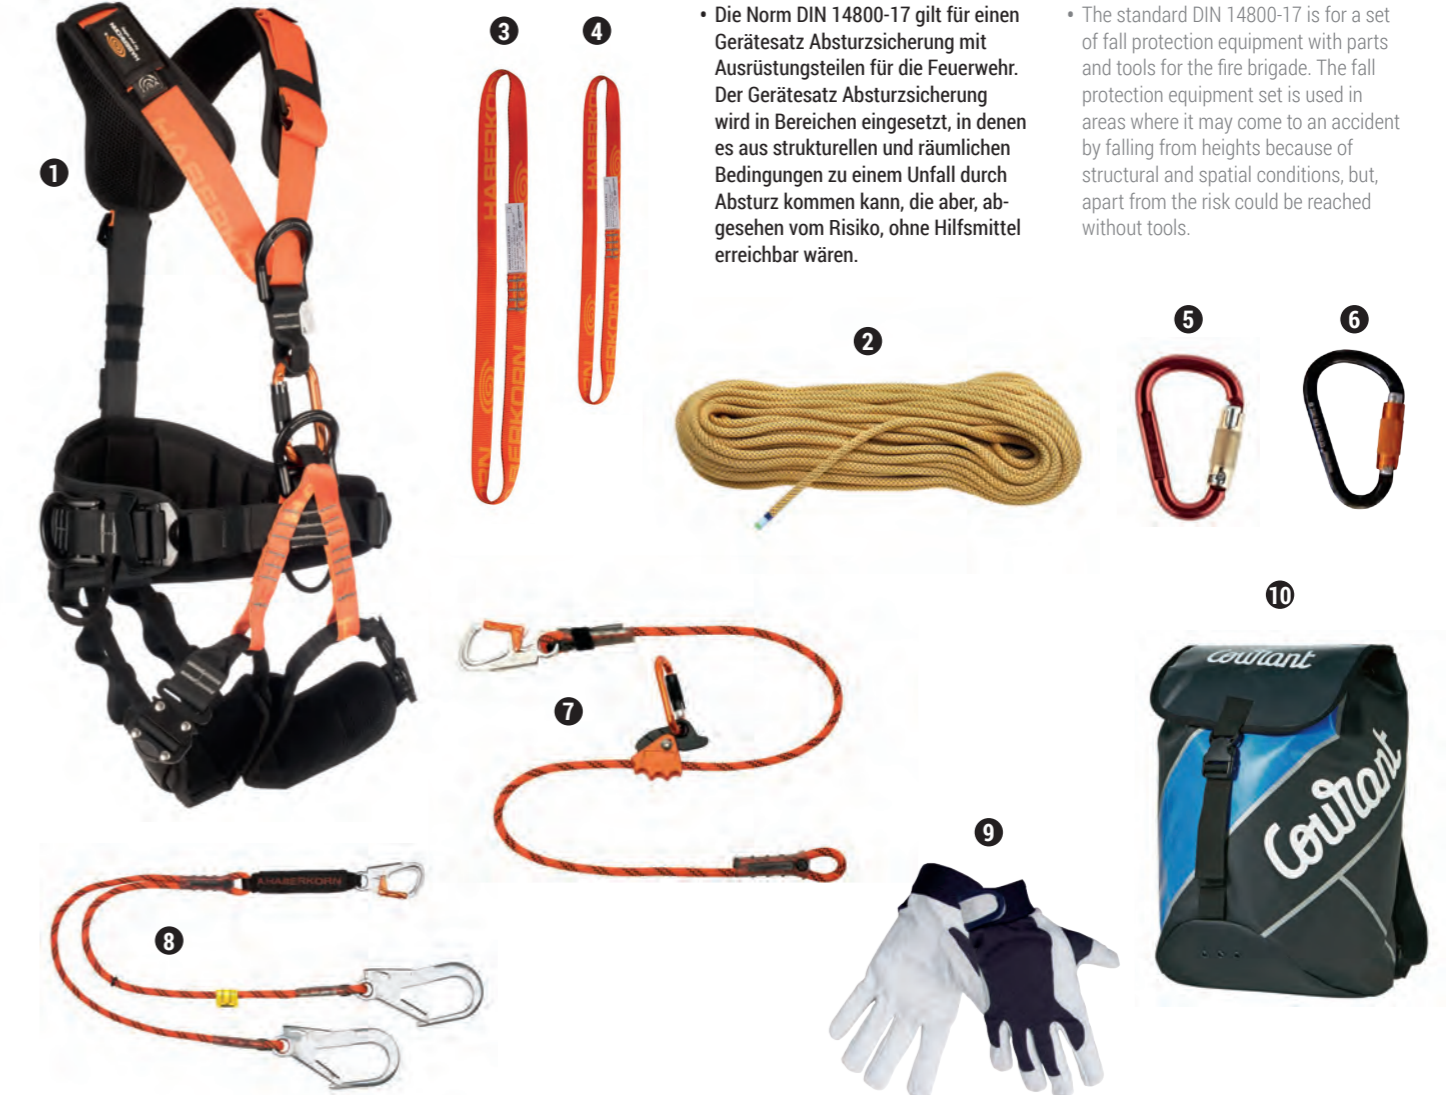 • Die Norm DIN 14800-17 gilt für einen
Gerätesatz Absturzsicherung mit
Ausrüstungsteilen für die Feuerwehr.
Der Gerätesatz Absturzsicherung
wird in Bereichen eingesetzt, in denen
es aus strukturellen und räumlichen
Bedingungen zu einem Unfall durch
Absturz kommen kann, die aber, ab-
gesehen vom Risiko, ohne Hilfsmittel
erreichbar wären.
• The standard DIN 14800-17 is for a set
of fall protection equipment with parts
and tools for the fire brigade. The fall
protection equipment set is used in
areas where it may come to an accident
by falling from heights because of
structural and spatial conditions, but,
apart from the risk could be reached
without tools.
1
HABERKORN
HABERKO
3
HABERKORN
HABERKORN
4
HABERKO
BERKORN
2
5
6
7
8
HABERKORN
9
10
Courant
Courant